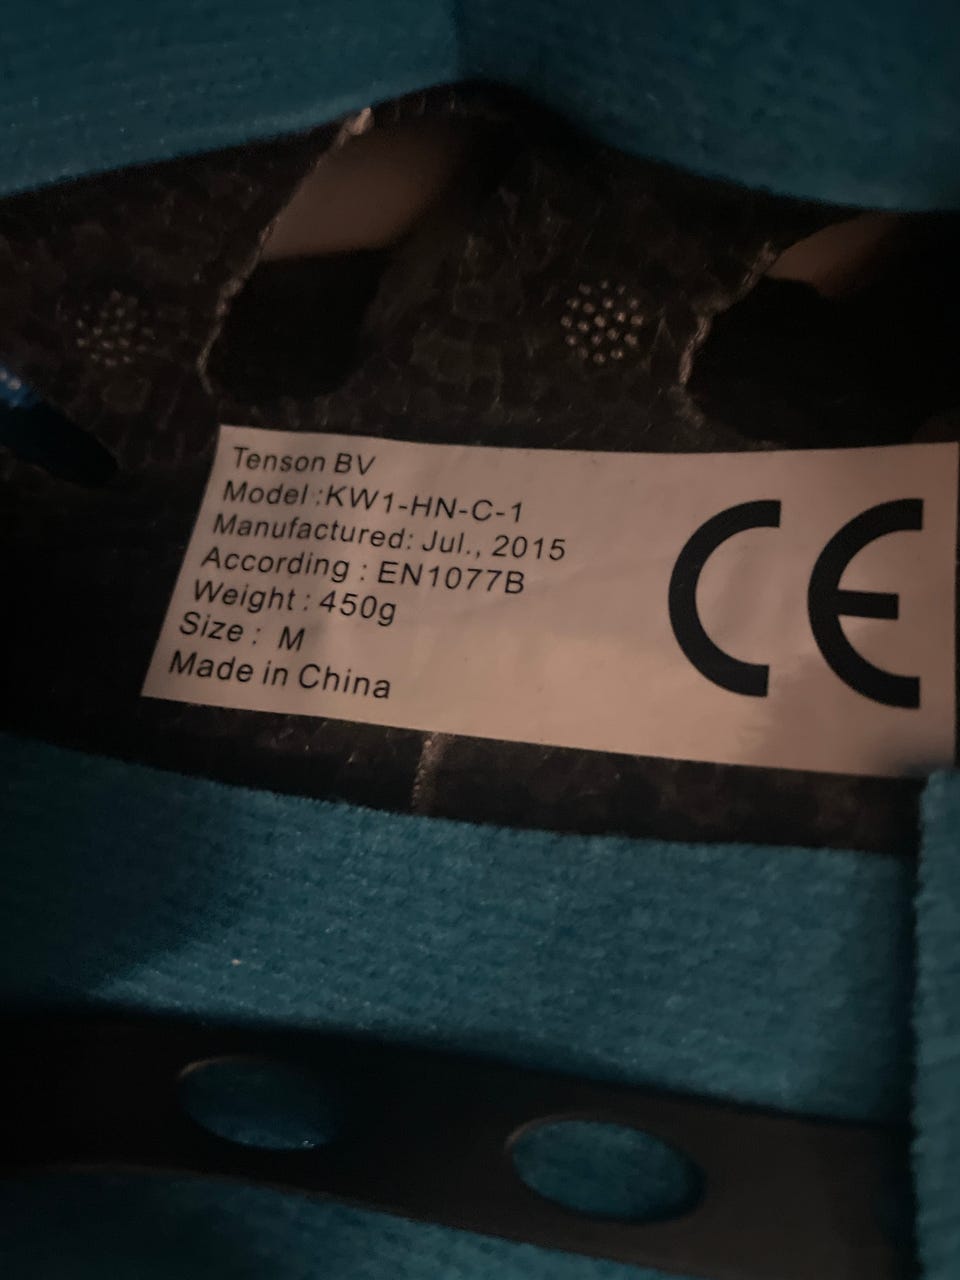 Tenson BV
Model :KW1-HN-C-1
Manufactured: Jul., 2015
According : EN1077B
Weight : 450g
Size : M
Made in China
CE